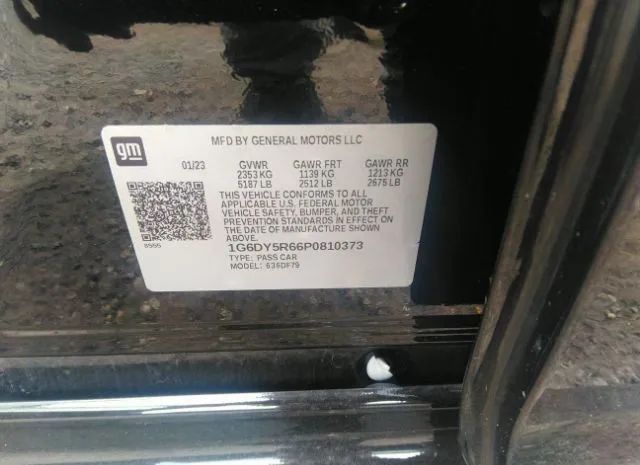 gm
MFD BY GENERAL MOTORS LLC
01/23 GVWR GAWR FRT GAWR RR
2353 KG 1139 KG 1213 KG
5187 LB 2512 LB 2675 LB
THIS VEHICLE CONFORMS TO ALL
APPLICABLE U.S. FEDERAL MOTOR
VEHICLE SAFETY, BUMPER, AND THEFT
PREVENTION STANDARDS IN EFFECT ON
THE DATE OF MANUFACTURE SHOWN
ABOVE.
8555
1G6DY5R66P0810373
TYPE: PASS CAR
MODEL: 636DF79